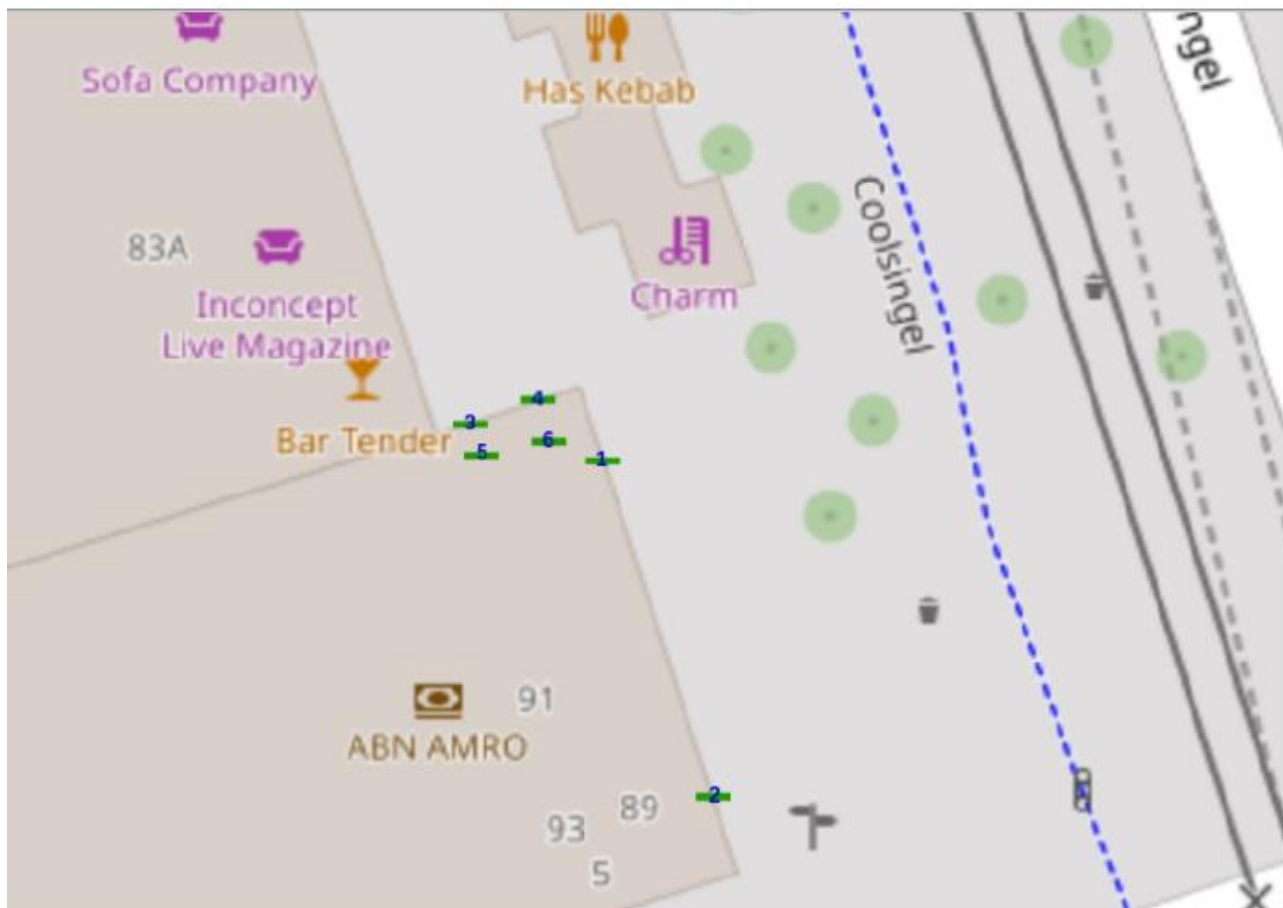 ngel
Sofa Company
Has Kebab
Coolsingel
83A
Inconcept
Live Magazine
Charm
Bar Tender
4
3
6
5
1
91
ABN AMRO
2
89
93
5